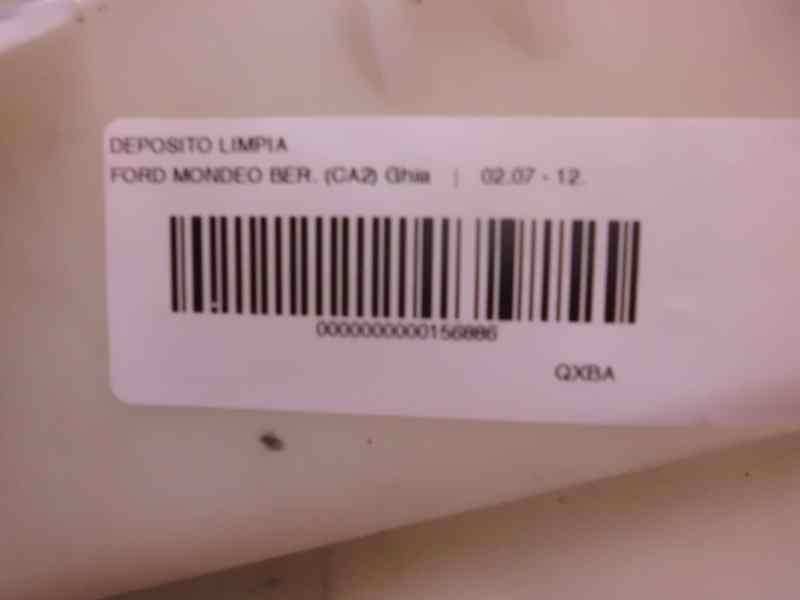 DEPOSITO LIMPIA
FORD MONDEO BER. (CA2) Ghia | 02.07 - 12.
0000000000156886
QXBA